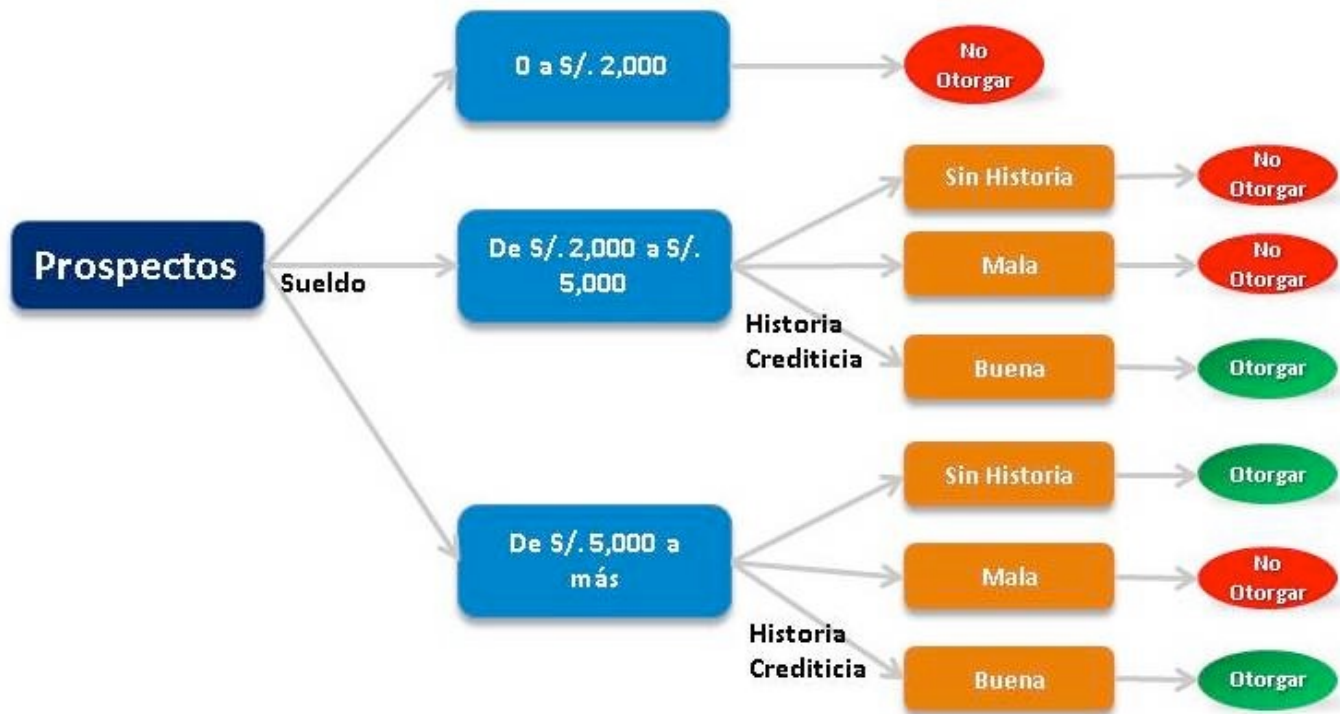 Prospectos
Sueldo
0 a S/. 2,000
No
Otorgar
De S/. 2,000 a S/.
5,000
Historia
Crediticia
Sin Historia
No
Otorgar
Mala
No
Otorgar
Buena
Otorgar
De S/. 5,000 a
más
Historia
Crediticia
Sin Historia
Otorgar
Mala
No
Otorgar
Buena
Otorgar